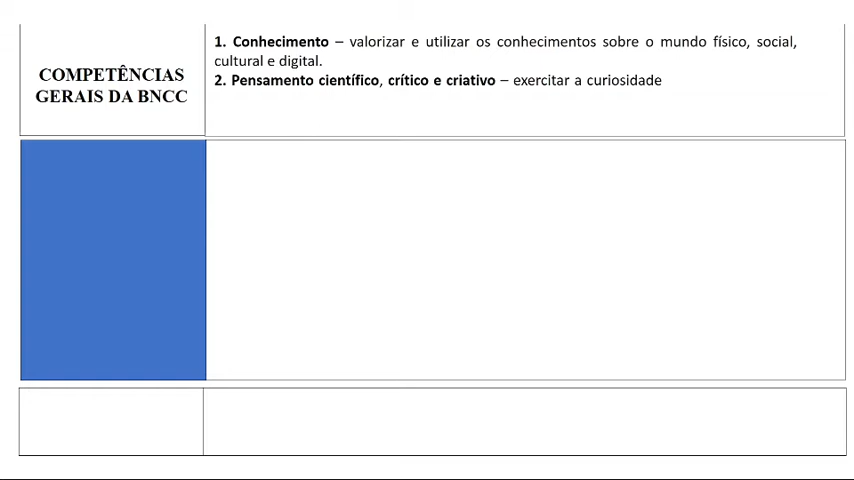 COMPETÊNCIAS
GERAIS DA BNCC
1. Conhecimento – valorizar e utilizar os conhecimentos sobre o mundo físico, social,
cultural e digital.
2. Pensamento científico, crítico e criativo – exercitar a curiosidade